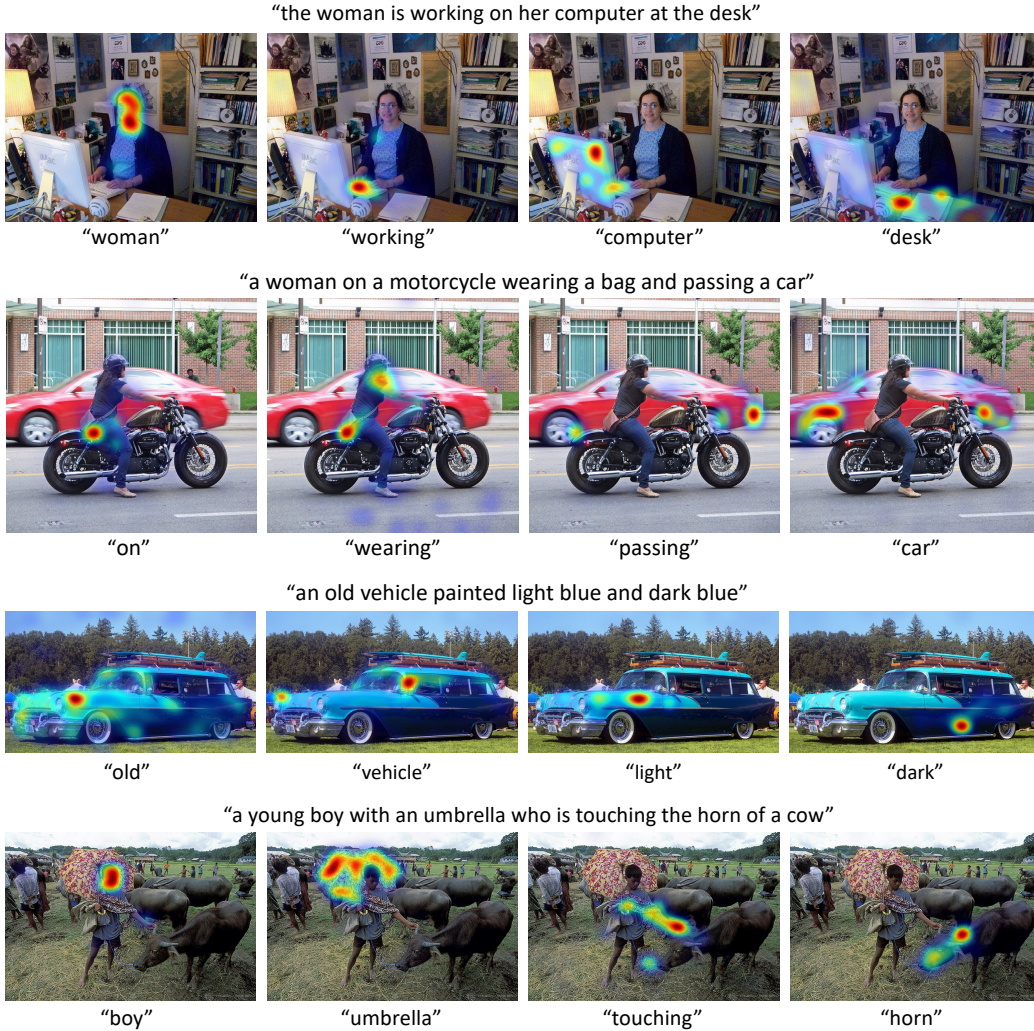 “the woman is working on her computer at the desk”
“woman” “working” “computer” “desk”
“a woman on a motorcycle wearing a bag and passing a car”
“on” “wearing” “passing” “car”
“an old vehicle painted light blue and dark blue”
“old” “vehicle” “light” “dark”
“a young boy with an umbrella who is touching the horn of a cow”
“boy” “umbrella” “touching” “horn”